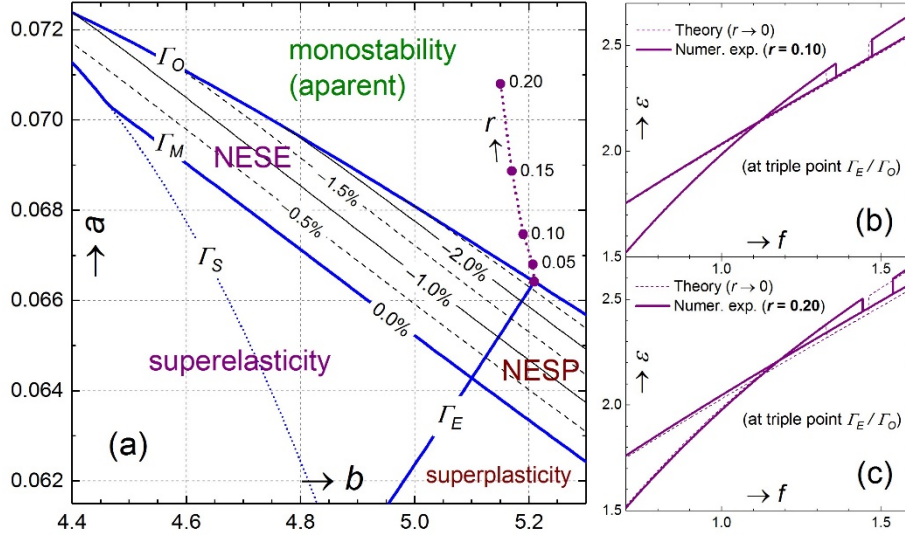 0.072
0.070
0.068
0.066
0.064
0.062
→ a
4.4
4.6
4.8
5.0
5.2
→ b
(a)
monostability
(aparent)
Γ_O
Γ_M
NESE
Γ_S
superelasticity
Γ_E
NESP
superplasticity
1.5%
0.5%
2.0%
1.0%
0.0%
r →
0.20
0.15
0.10
0.05
2.5
2.0
1.5
Theory (r → 0)
Numer. exp. (r = 0.10)
→ ε
(at triple point Γ_E / Γ_O)
1.0
→ f
1.5
(b)
2.5
2.0
1.5
Theory (r → 0)
Numer. exp. (r = 0.20)
→ ε
(at triple point Γ_E / Γ_O)
→ f
(c)
1.0
1.5